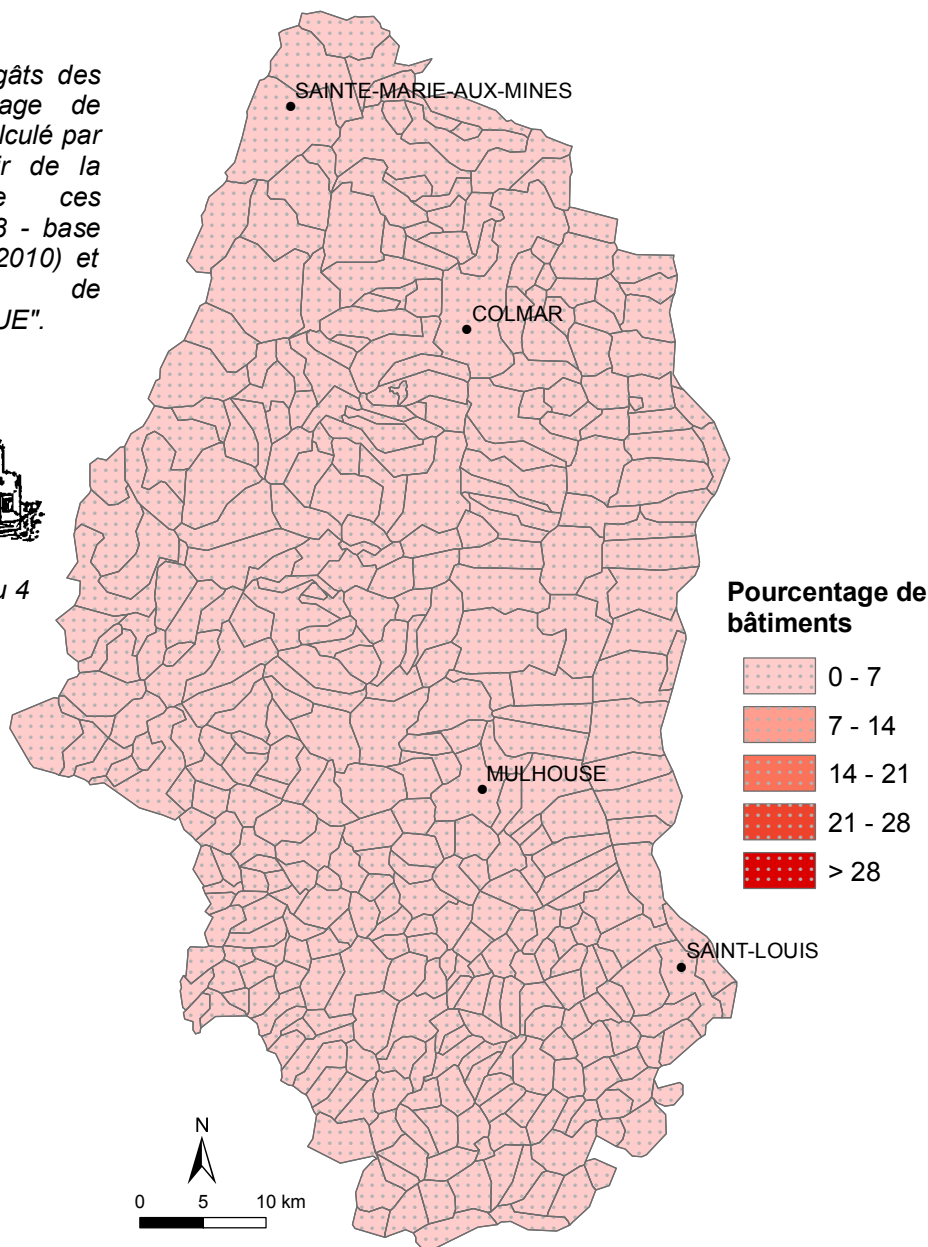 gâts des
age de
lculé par
ir de la
e ces
3 - base
2010) et
de
UE".
u 4
SAINTE-MARIE-AUX-MINES
COLMAR
MULHOUSE
SAINT-LOUIS
Pourcentage de
bâtiments
0 - 7
7 - 14
14 - 21
21 - 28
> 28
N
0 5 10 km